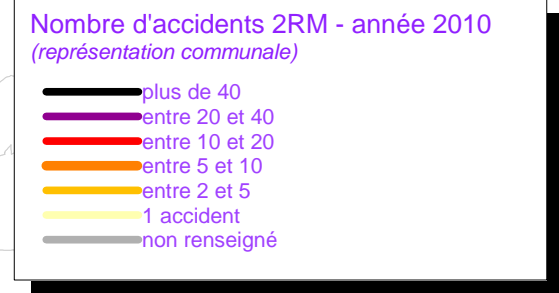 Nombre d'accidents 2RM - année 2010
(représentation communale)
plus de 40
entre 20 et 40
entre 10 et 20
entre 5 et 10
entre 2 et 5
1 accident
non renseigné